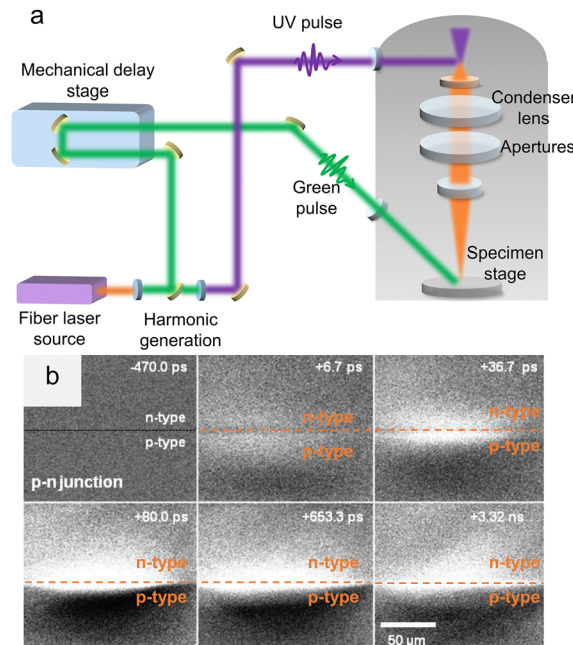 a
UV pulse
Mechanical delay
stage
Condenser
lens
Apertures
Green
pulse
Specimen
stage
Fiber laser
source
Harmonic
generation
b
-470.0 ps
n-type
p-type
p-n junction
+6.7 ps
n-type
p-type
+36.7 ps
n-type
p-type
+80.0 ps
n-type
p-type
+653.3 ps
n-type
p-type
+3.32 ns
n-type
p-type
50 μm